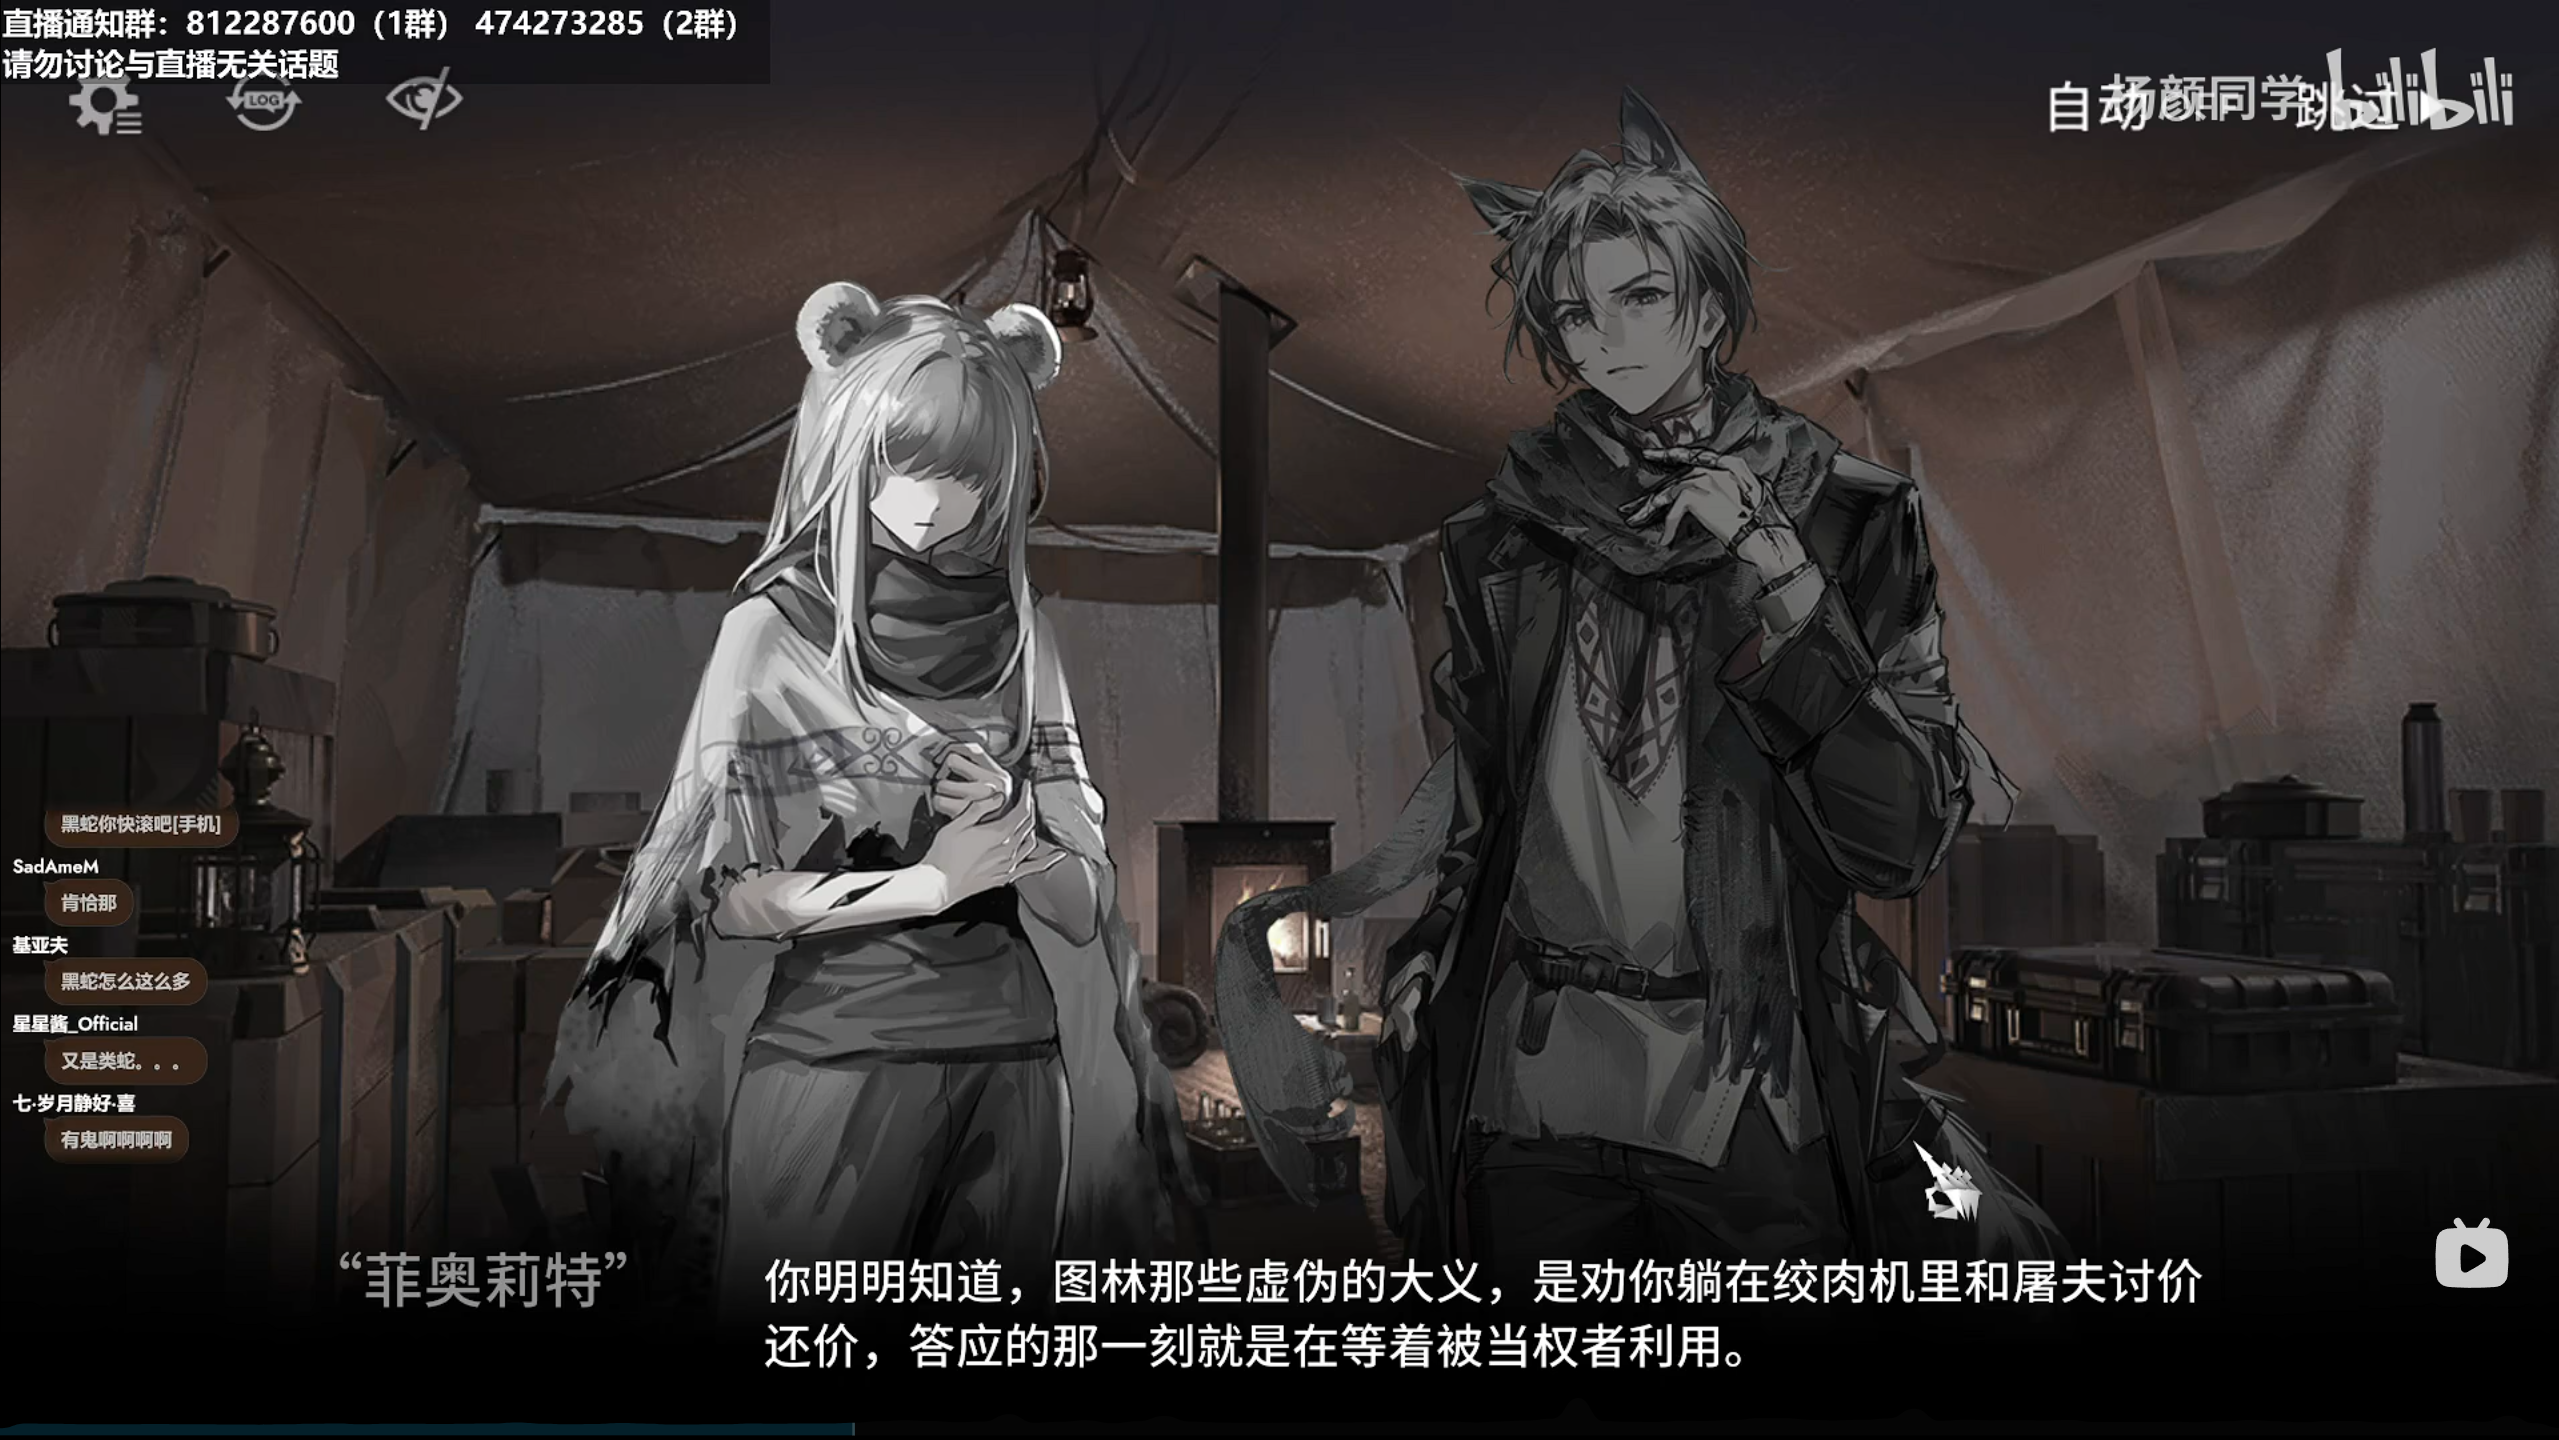 直播通知群：812287600（1群） 474273285（2群）
请勿讨论与直播无关话题
LOG
自动
杨颜同学
跳过
bilibili
黑蛇你快滚吧[手机]
SadAmeM
肯恰那
基亚夫
黑蛇怎么这么多
星星酱_Official
又是类蛇。。。
七·岁月静好·喜
有鬼啊啊啊啊
“菲奥莉特”
你明明知道，图林那些虚伪的大义，是劝你躺在绞肉机里和屠夫讨价
还价，答应的那一刻就是在等着被当权者利用。